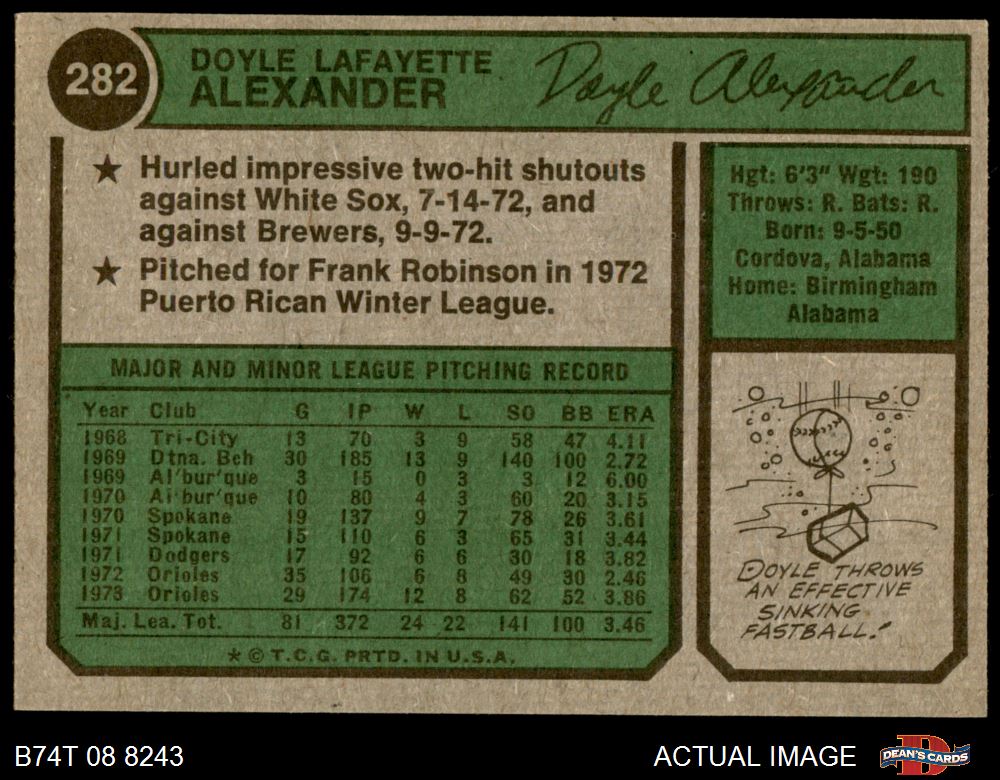 282
DOYLE LAFAYETTE
ALEXANDER
Doyle Alexander
★ Hurled impressive two-hit shutouts
against White Sox, 7-14-72, and
against Brewers, 9-9-72.
★ Pitched for Frank Robinson in 1972
Puerto Rican Winter League.
Hgt: 6'3" Wgt: 190
Throws: R. Bats: R.
Born: 9-5-50
Cordova, Alabama
Home: Birmingham
Alabama
MAJOR AND MINOR LEAGUE PITCHING RECORD
Year Club G IP W L SO BB ERA
1968 Tri-City 13 70 3 9 58 47 4.11
1969 Dtna. Bch 30 185 13 9 140 100 2.72
1969 Al'bur'que 3 15 0 3 3 12 6.00
1970 Al'bur'que 10 80 4 3 60 20 3.15
1970 Spokane 19 137 9 7 78 26 3.61
1971 Spokane 15 110 6 3 65 31 3.44
1971 Dodgers 17 92 6 6 30 18 3.82
1972 Orioles 35 106 6 8 49 30 2.46
1973 Orioles 29 174 12 8 62 52 3.86
Maj. Lea. Tot. 81 372 24 22 141 100 3.46
★ © T.C.G. PRTD. IN U.S.A.
DOYLE THROWS
AN EFFECTIVE
SINKING
FASTBALL!
B74T 08 8243
ACTUAL IMAGE
DEAN'S CARDS